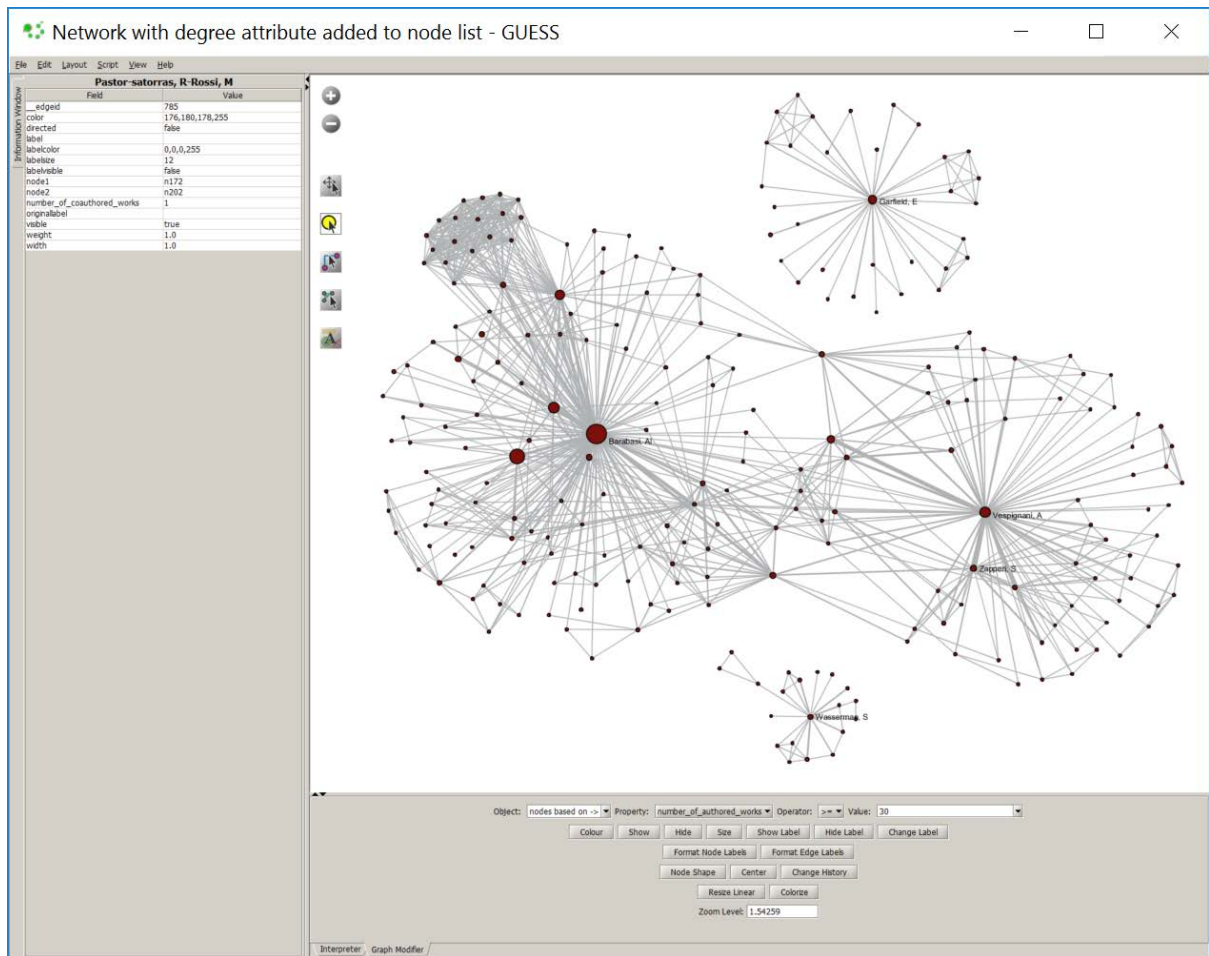 Network with degree attribute added to node list - GUESS
File Edit Layout Script View Help
Information Window
Pastor-satorras, R-Rossi, M
Field Value
__edgeid 785
color 176,180,178,255
directed false
label
labelcolor 0,0,0,255
labelsize 12
labelvisible false
node1 n172
node2 n202
number_of_coauthored_works 1
originallabel
visible true
weight 1.0
width 1.0
Garfield, E
Barabasi, Al
Vespignani, A
Zapperi, S
Wasserman, S
Object: nodes based on -> Property: number_of_authored_works Operator: >= Value: 30
Colour Show Hide Size Show Label Hide Label Change Label
Format Node Labels Format Edge Labels
Node Shape Center Change History
Resize Linear Colorize
Zoom Level: 1.54259
Interpreter Graph Modifier